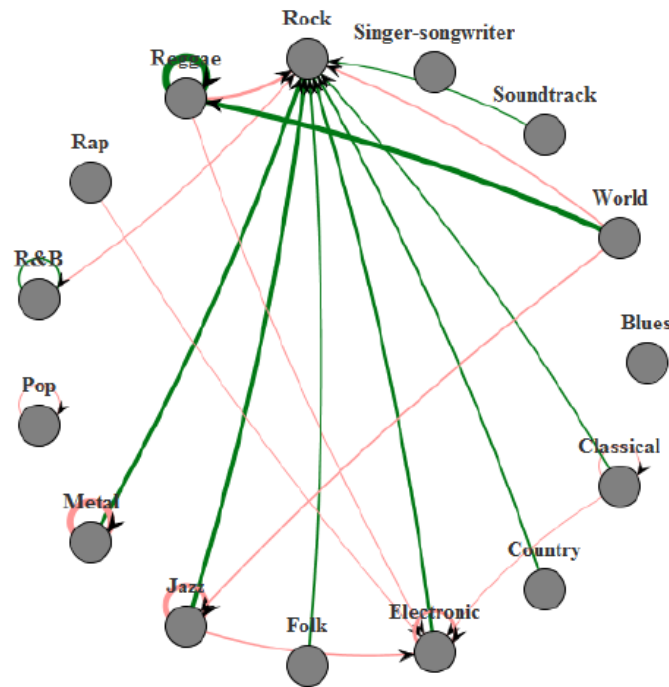 Rock
Singer-songwriter
Reggae
Soundtrack
Rap
World
R&B
Blues
Pop
Classical
Metal
Country
Jazz
Folk
Electronic